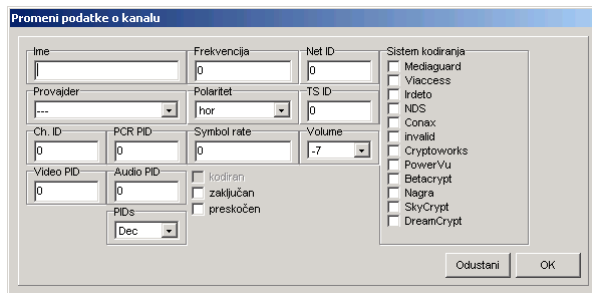 Promeni podatke o kanalu
Ime
Frekvencija
0
Net ID
0
Provajder
---
Polaritet
hor
TS ID
0
Ch. ID
0
PCR PID
0
Symbol rate
0
Volume
-7
Video PID
0
Audio PID
0
kodiran
zaključan
preskočen
PIDs
Dec
Sistem kodiranja
Mediaguard
Viaccess
Irdeto
NDS
Conax
invalid
Cryptoworks
PowerVu
Betacrypt
Nagra
SkyCrypt
DreamCrypt
Odustani
OK